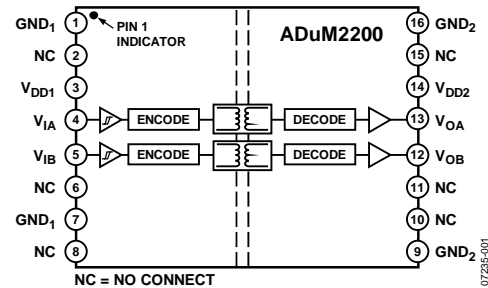 GND1 1 PIN 1 INDICATOR ADuM2200 16 GND2
NC 2 15 NC
VDD1 3 14 VDD2
VIA 4 ENCODE DECODE 13 VOA
VIB 5 ENCODE DECODE 12 VOB
NC 6 11 NC
GND1 7 10 NC
NC 8 9 GND2
NC = NO CONNECT
07235-001